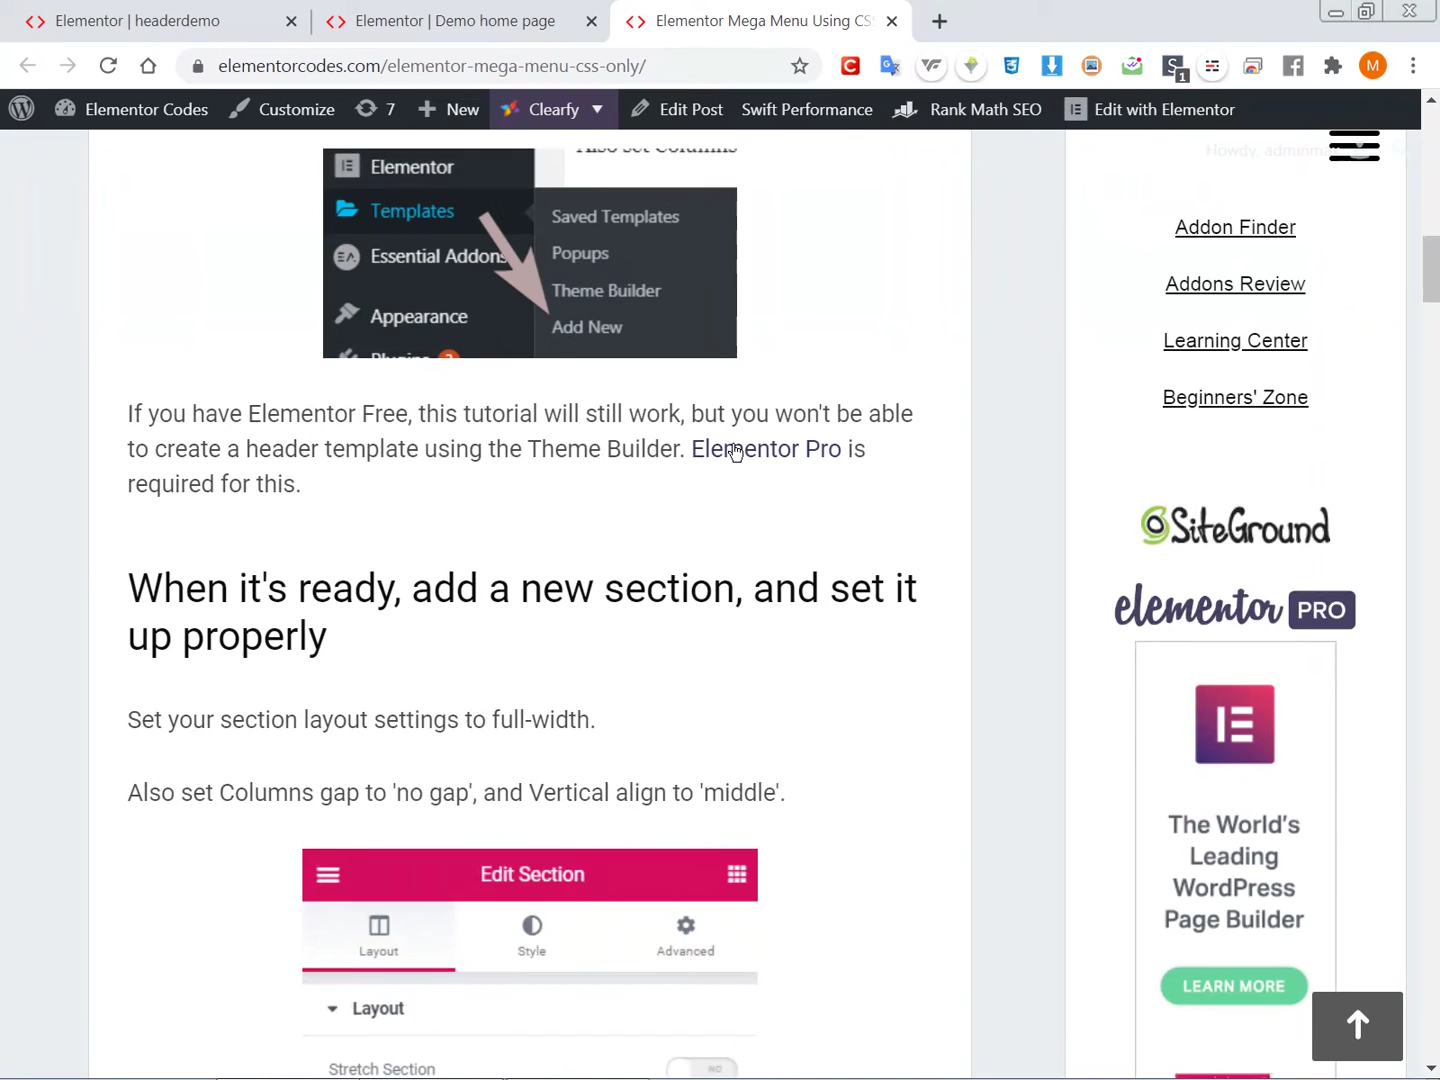 Elementor | headerdemo
Elementor | Demo home page
Elementor Mega Menu Using CS
elementorcodes.com/elementor-mega-menu-css-only/
1
M
Elementor Codes
Customize
7
New
Clearfy
Edit Post
Swift Performance
Rank Math SEO
Edit with Elementor
Also set Columns
Elementor
Templates
Essential Addons
Appearance
Plugins
Saved Templates
Popups
Theme Builder
Add New
If you have Elementor Free, this tutorial will still work, but you won't be able
to create a header template using the Theme Builder. Elementor Pro is
required for this.
When it's ready, add a new section, and set it
up properly
Set your section layout settings to full-width.
Also set Columns gap to 'no gap', and Vertical align to 'middle'.
Edit Section
Layout
Style
Advanced
Layout
Stretch Section
NO
Addon Finder
Addons Review
Learning Center
Beginners' Zone
SiteGround
elementor PRO
The World's
Leading
WordPress
Page Builder
LEARN MORE